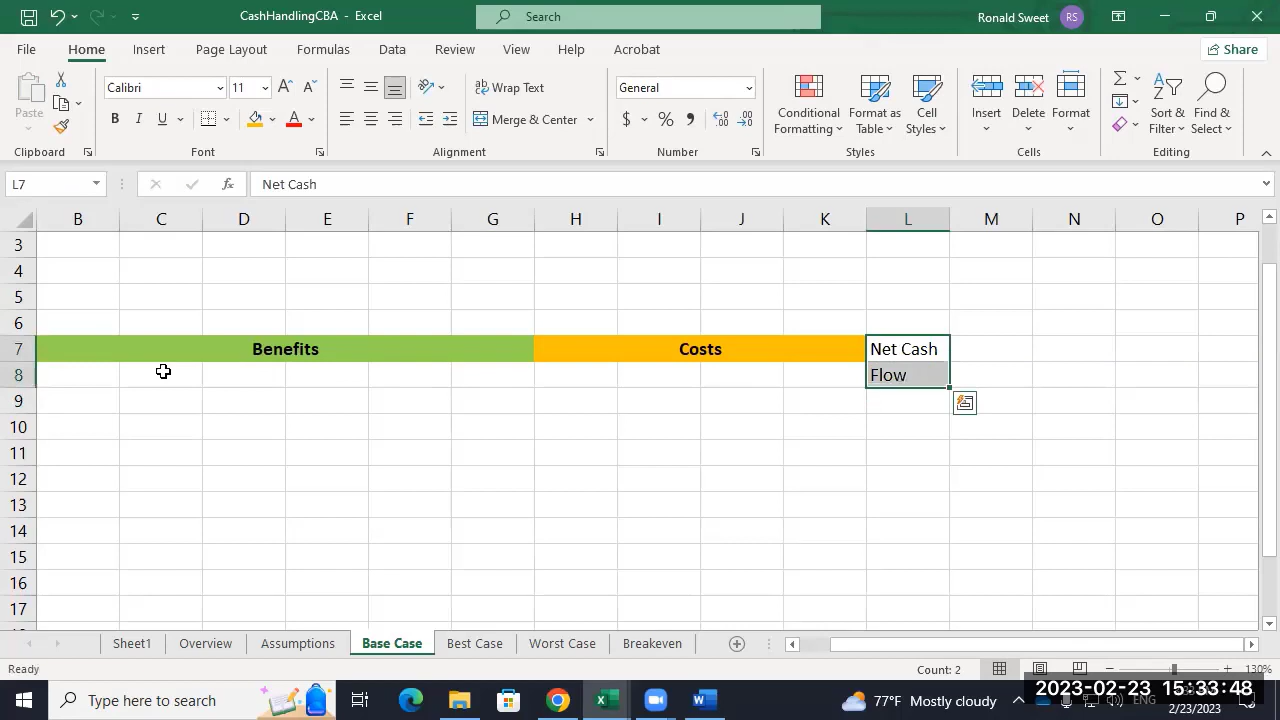 CashHandlingCBA - Excel
Search
Ronald Sweet RS
File Home Insert Page Layout Formulas Data Review View Help Acrobat Share
Paste
Calibri 11
B I U
Wrap Text
Merge & Center
General
$ %
Conditional Formatting
Format as Table
Cell Styles
Insert
Delete
Format
Sort & Filter
Find & Select
Clipboard Font Alignment Number Styles Cells Editing
L7 fx Net Cash
B C D E F G H I J K L M N O P
3
4
5
6
7 Benefits Costs Net Cash
8 Flow
9
10
11
12
13
14
15
16
17
Sheet1 Overview Assumptions Base Case Best Case Worst Case Breakeven
Ready Count: 2 130%
Type here to search
77°F Mostly cloudy
ENG
2023-02-23 15:33:48
2/23/2023